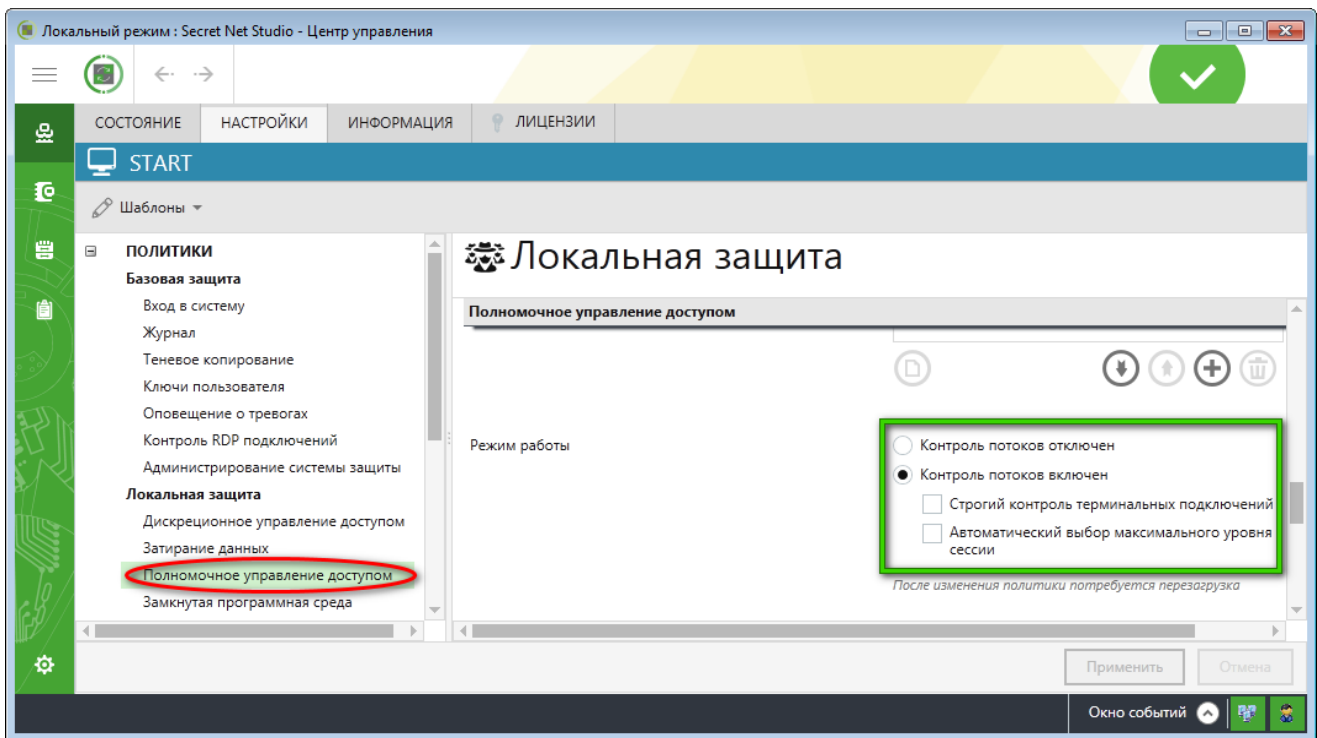 Локальный режим : Secret Net Studio - Центр управления
СОСТОЯНИЕ НАСТРОЙКИ ИНФОРМАЦИЯ ЛИЦЕНЗИИ
START
Шаблоны
ПОЛИТИКИ
Базовая защита
Вход в систему
Журнал
Теневое копирование
Ключи пользователя
Оповещение о тревогах
Контроль RDP подключений
Администрирование системы защиты
Локальная защита
Дискреционное управление доступом
Затирание данных
Полномочное управление доступом
Замкнутая программная среда
Локальная защита
Полномочное управление доступом
Режим работы
Контроль потоков отключен
Контроль потоков включен
Строгий контроль терминальных подключений
Автоматический выбор максимального уровня
сессии
После изменения политики потребуется перезагрузка
Применить Отмена
Окно событий